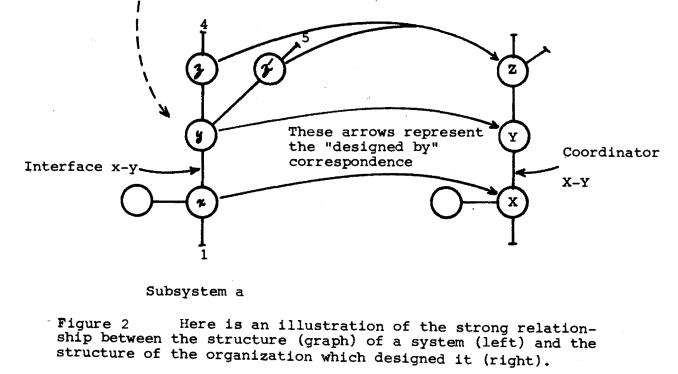 4
5
z
z'
Z
y
Y
These arrows represent
the "designed by"
correspondence
Interface x-y
Coordinator
X-Y
x
X
1
Subsystem a
Figure 2 Here is an illustration of the strong relation-
ship between the structure (graph) of a system (left) and the
structure of the organization which designed it (right).